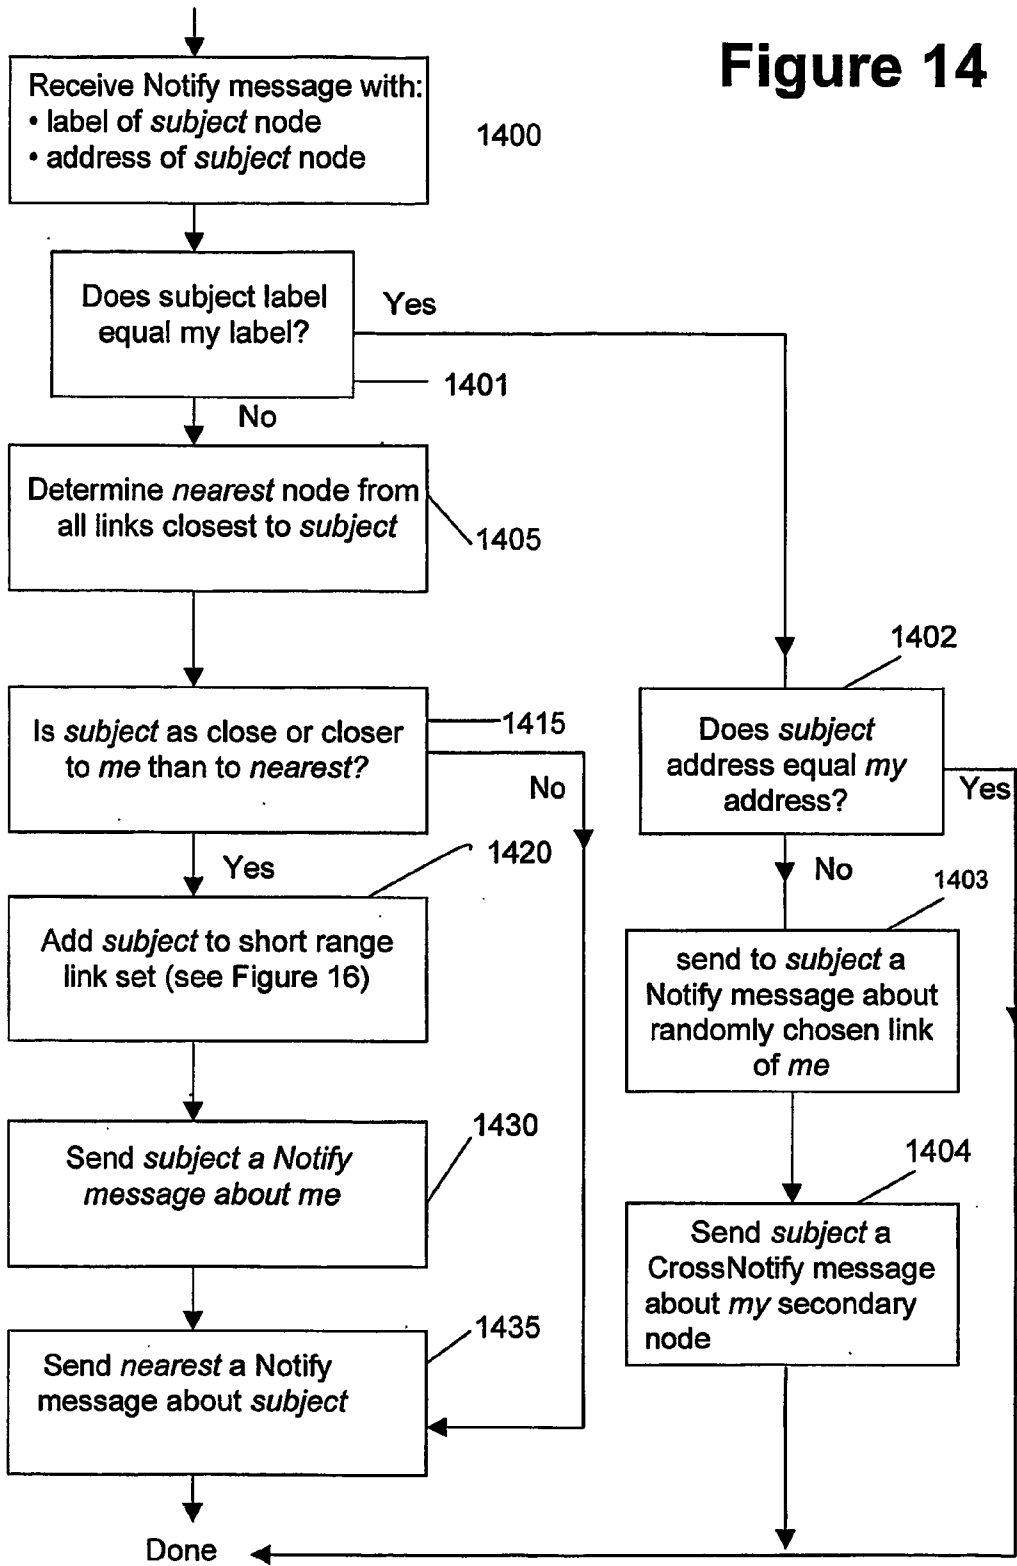 Figure 14
Receive Notify message with:
• label of subject node
• address of subject node
1400
Does subject label
equal my label?
Yes
1401
No
Determine nearest node from
all links closest to subject
1405
1402
Is subject as close or closer
to me than to nearest?
1415
No
Does subject
address equal my
address?
Yes
Yes
1420
No
1403
Add subject to short range
link set (see Figure 16)
send to subject a
Notify message about
randomly chosen link
of me
1430
Send subject a Notify
message about me
1404
Send subject a
CrossNotify message
about my secondary
node
1435
Send nearest a Notify
message about subject
Done